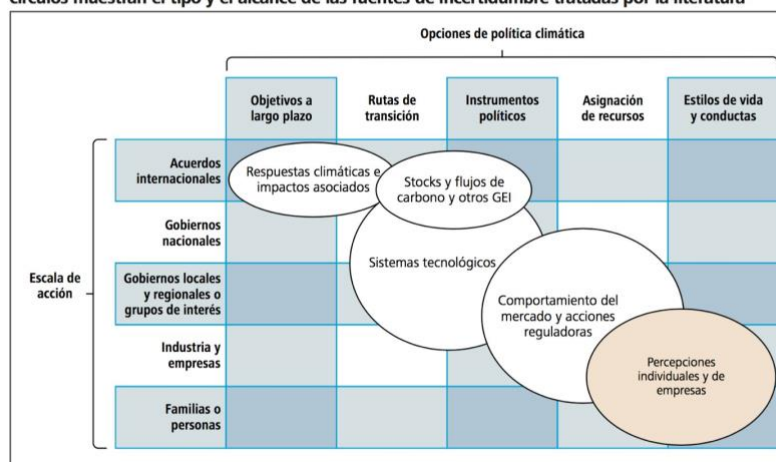 círculos muestran el tipo y el alcance de las fuentes de incertidumbre tratadas por la literatura
Opciones de política climática
Objetivos a
largo plazo
Rutas de
transición
Instrumentos
políticos
Asignación
de recursos
Estilos de vida
y conductas
Escala de
acción
Acuerdos
internacionales
Gobiernos
nacionales
Gobiernos locales
y regionales o
grupos de interés
Industria y
empresas
Familias o
personas
Respuestas climáticas e
impactos asociados
Stocks y flujos de
carbono y otros GEI
Sistemas tecnológicos
Comportamiento del
mercado y acciones
reguladoras
Percepciones
individuales y de
empresas